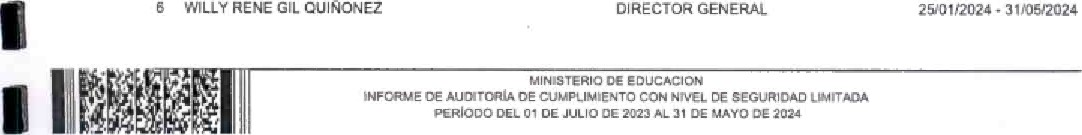 6 WILLY RENE GIL QUIÑONEZ DIRECTOR GENERAL 25/01/2024 - 31/05/2024
MINISTERIO DE EDUCACION
INFORME DE AUDITORÍA DE CUMPLIMIENTO CON NIVEL DE SEGURIDAD LIMITADA
PERÍODO DEL 01 DE JULIO DE 2023 AL 31 DE MAYO DE 2024